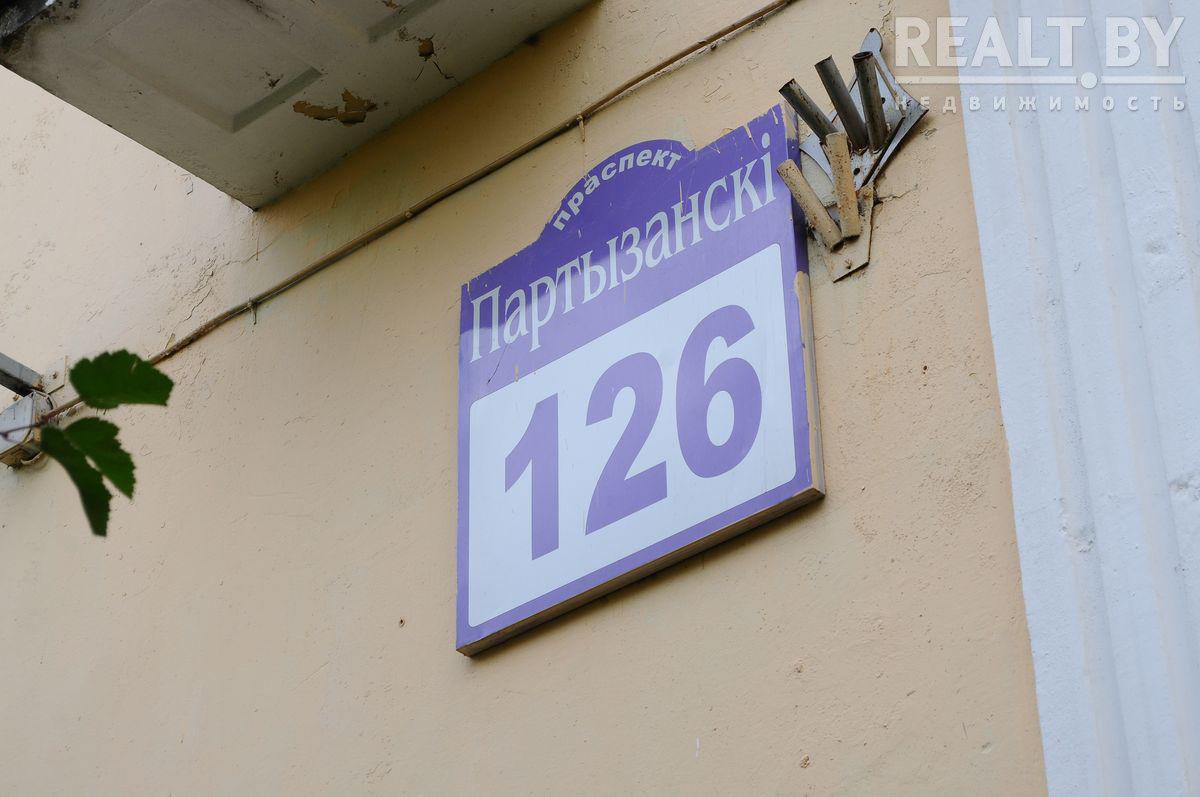 REALT.BY
недвижимость
праспект
Партызанскі
126